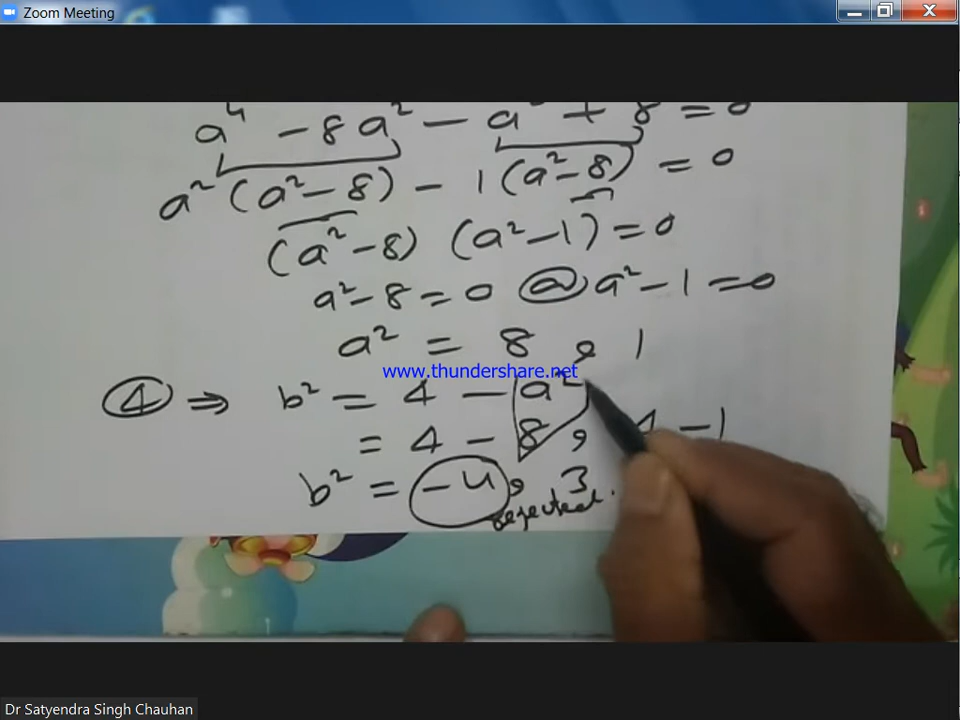 Zoom Meeting
a⁴ - 8a² - a² + 8 = 0
a² (a² - 8) - 1 (a² - 8) = 0
(a² - 8) (a² - 1) = 0
a² - 8 = 0 @ a² - 1 = 0
a² = 8 , 1
www.thundershare.net
④ ⇒ b² = 4 - a²
= 4 - 8 , 4 - 1
b² = -4 , 3
rejected.
Dr Satyendra Singh Chauhan